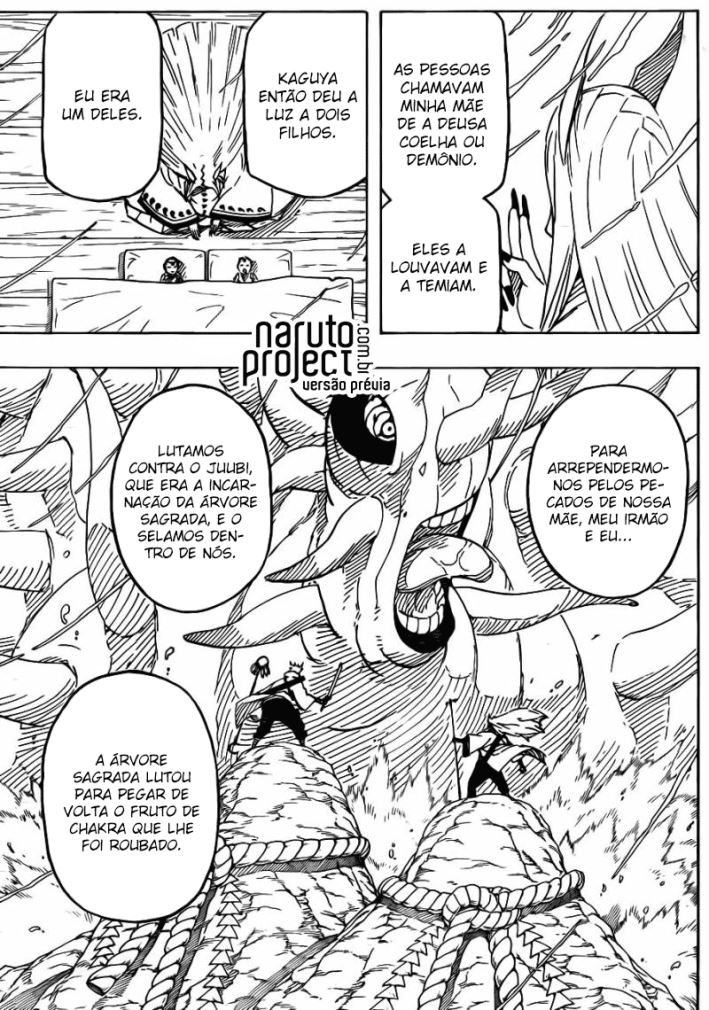 AS PESSOAS
CHAMAVAM
MINHA MÃE
DE A DEUSA
COELHA OU
DEMÔNIO.
ELES A
LOUVAVAM E
A TEMIAM.
KAGUYA
ENTÃO DEU A
LUZ A DOIS
FILHOS.
EU ERA
UM DELES.
naruto
project
.com.br
versão prévia
PARA
ARREPENDERMO-
NOS PELOS PE-
CADOS DE NOSSA
MÃE, MEU IRMÃO
E EU...
LUTAMOS
CONTRA O JUUBI,
QUE ERA A INCAR-
NAÇÃO DA ÁRVORE
SAGRADA, E O
SELAMOS DEN-
TRO DE NÓS.
A ÁRVORE
SAGRADA LUTOU
PARA PEGAR DE
VOLTA O FRUTO DE
CHAKRA QUE LHE
FOI ROUBADO.